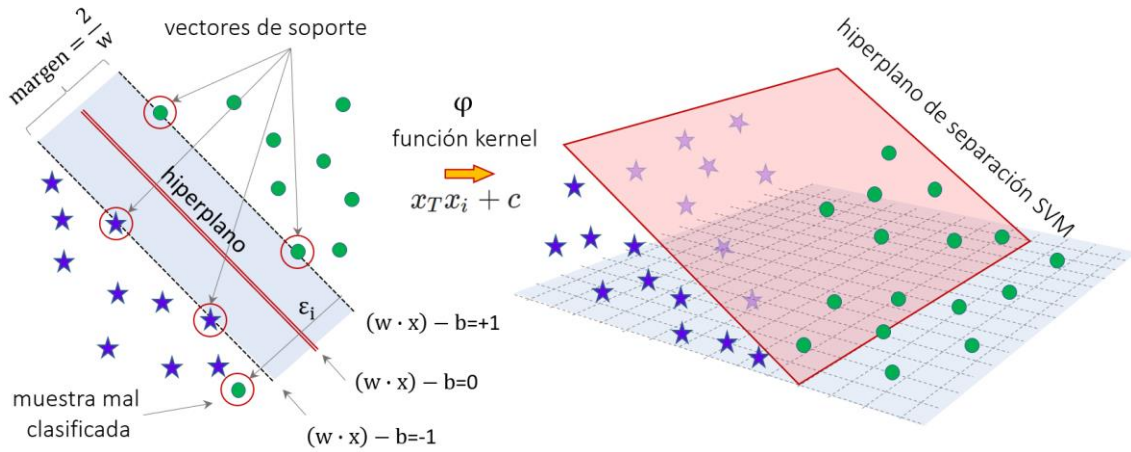 vectores de soporte
margen = 2/w
hiperplano
ε_i
(w · x) − b=+1
(w · x) − b=0
(w · x) − b=-1
muestra mal
clasificada
φ
función kernel
x_T x_i + c
hiperplano de separación SVM